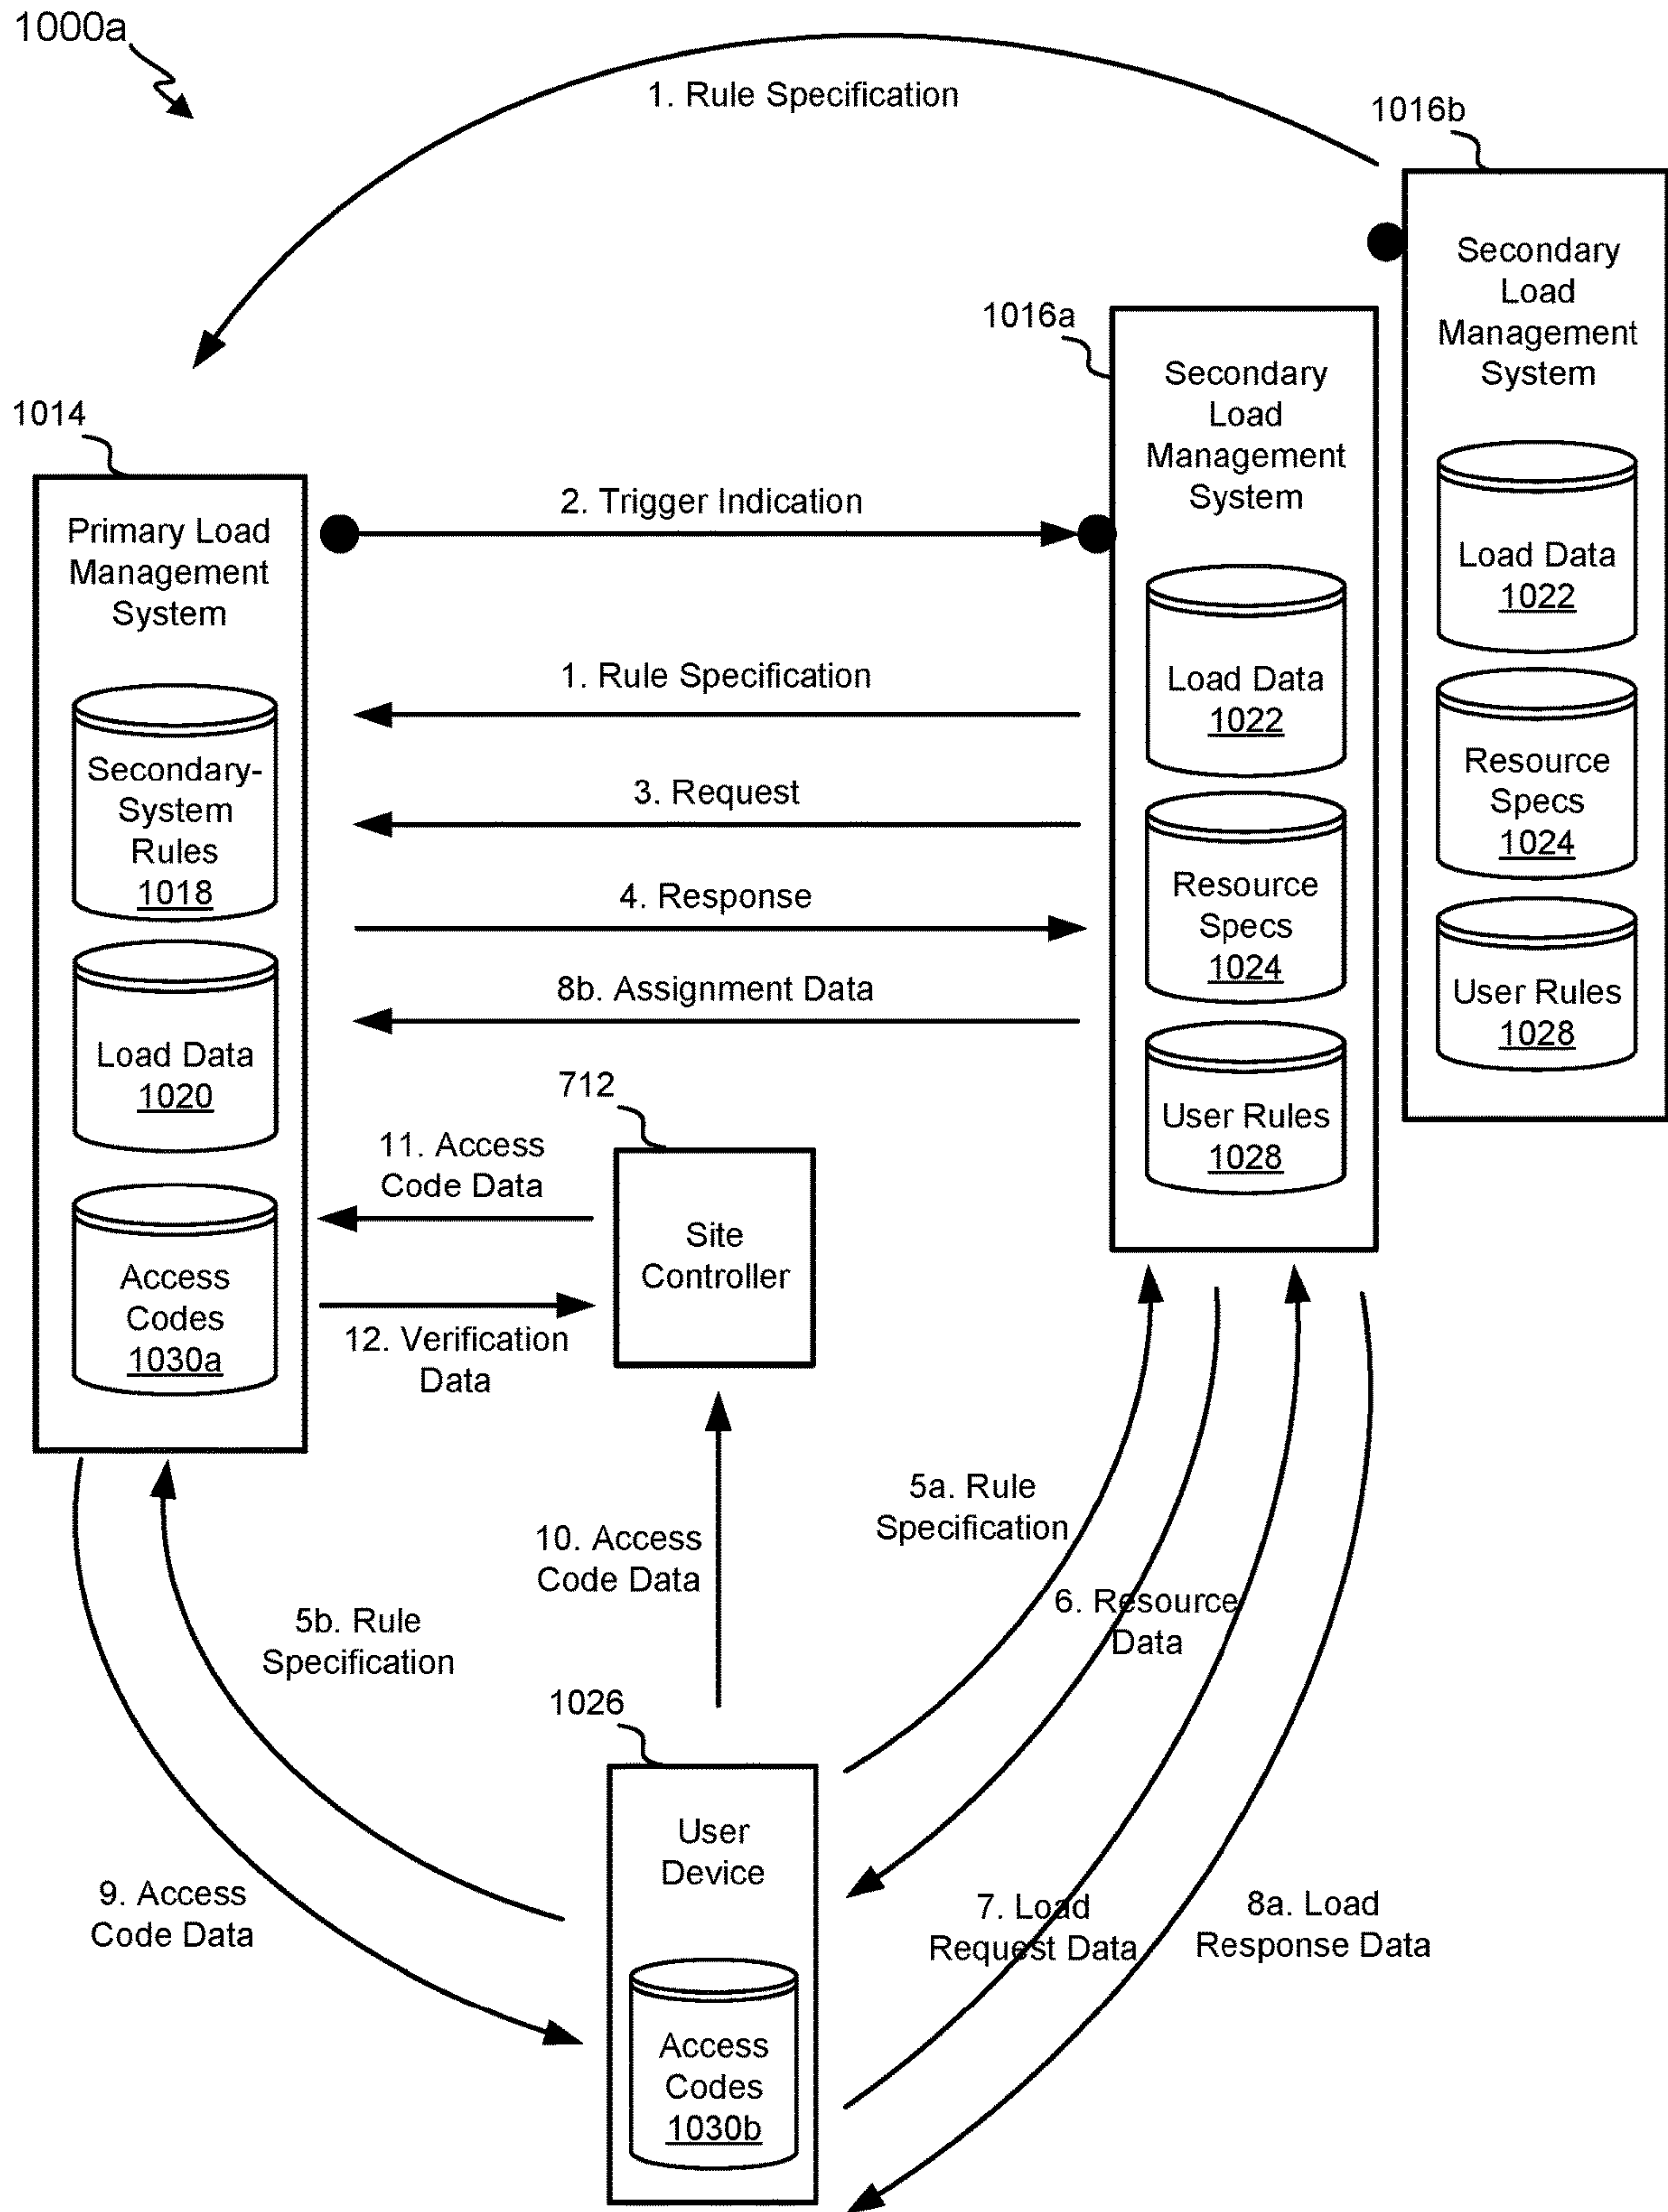 1000a
1. Rule Specification
1016b
Secondary
Load
Management
System
Load Data
1022
Resource
Specs
1024
User Rules
1028
1016a
Secondary
Load
Management
System
Load Data
1022
Resource
Specs
1024
User Rules
1028
1014
Primary Load
Management
System
Secondary-
System
Rules
1018
Load Data
1020
Access
Codes
1030a
2. Trigger Indication
1. Rule Specification
3. Request
4. Response
8b. Assignment Data
712
11. Access
Code Data
Site
Controller
12. Verification
Data
10. Access
Code Data
5a. Rule
Specification
6. Resource
Data
5b. Rule
Specification
1026
User
Device
Access
Codes
1030b
9. Access
Code Data
7. Load
Request Data
8a. Load
Response Data